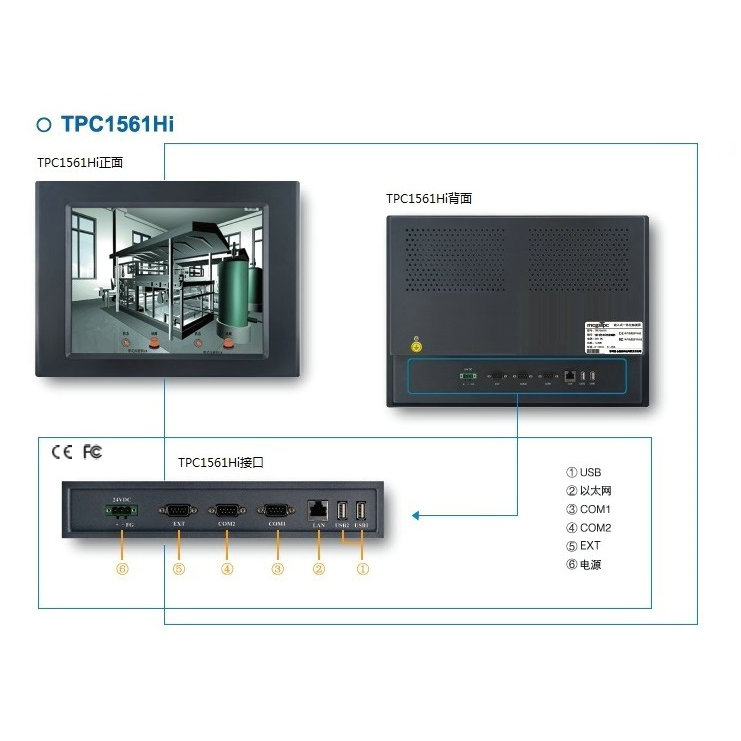 TPC1561Hi
TPC1561Hi正面
TPC1561Hi背面
CE FC
TPC1561Hi接口
24VDC
+ - FG
EXT
COM2
COM1
LAN
USB2
USB1
⑥
⑤
④
③
②
①
① USB
② 以太网
③ COM1
④ COM2
⑤ EXT
⑥ 电源